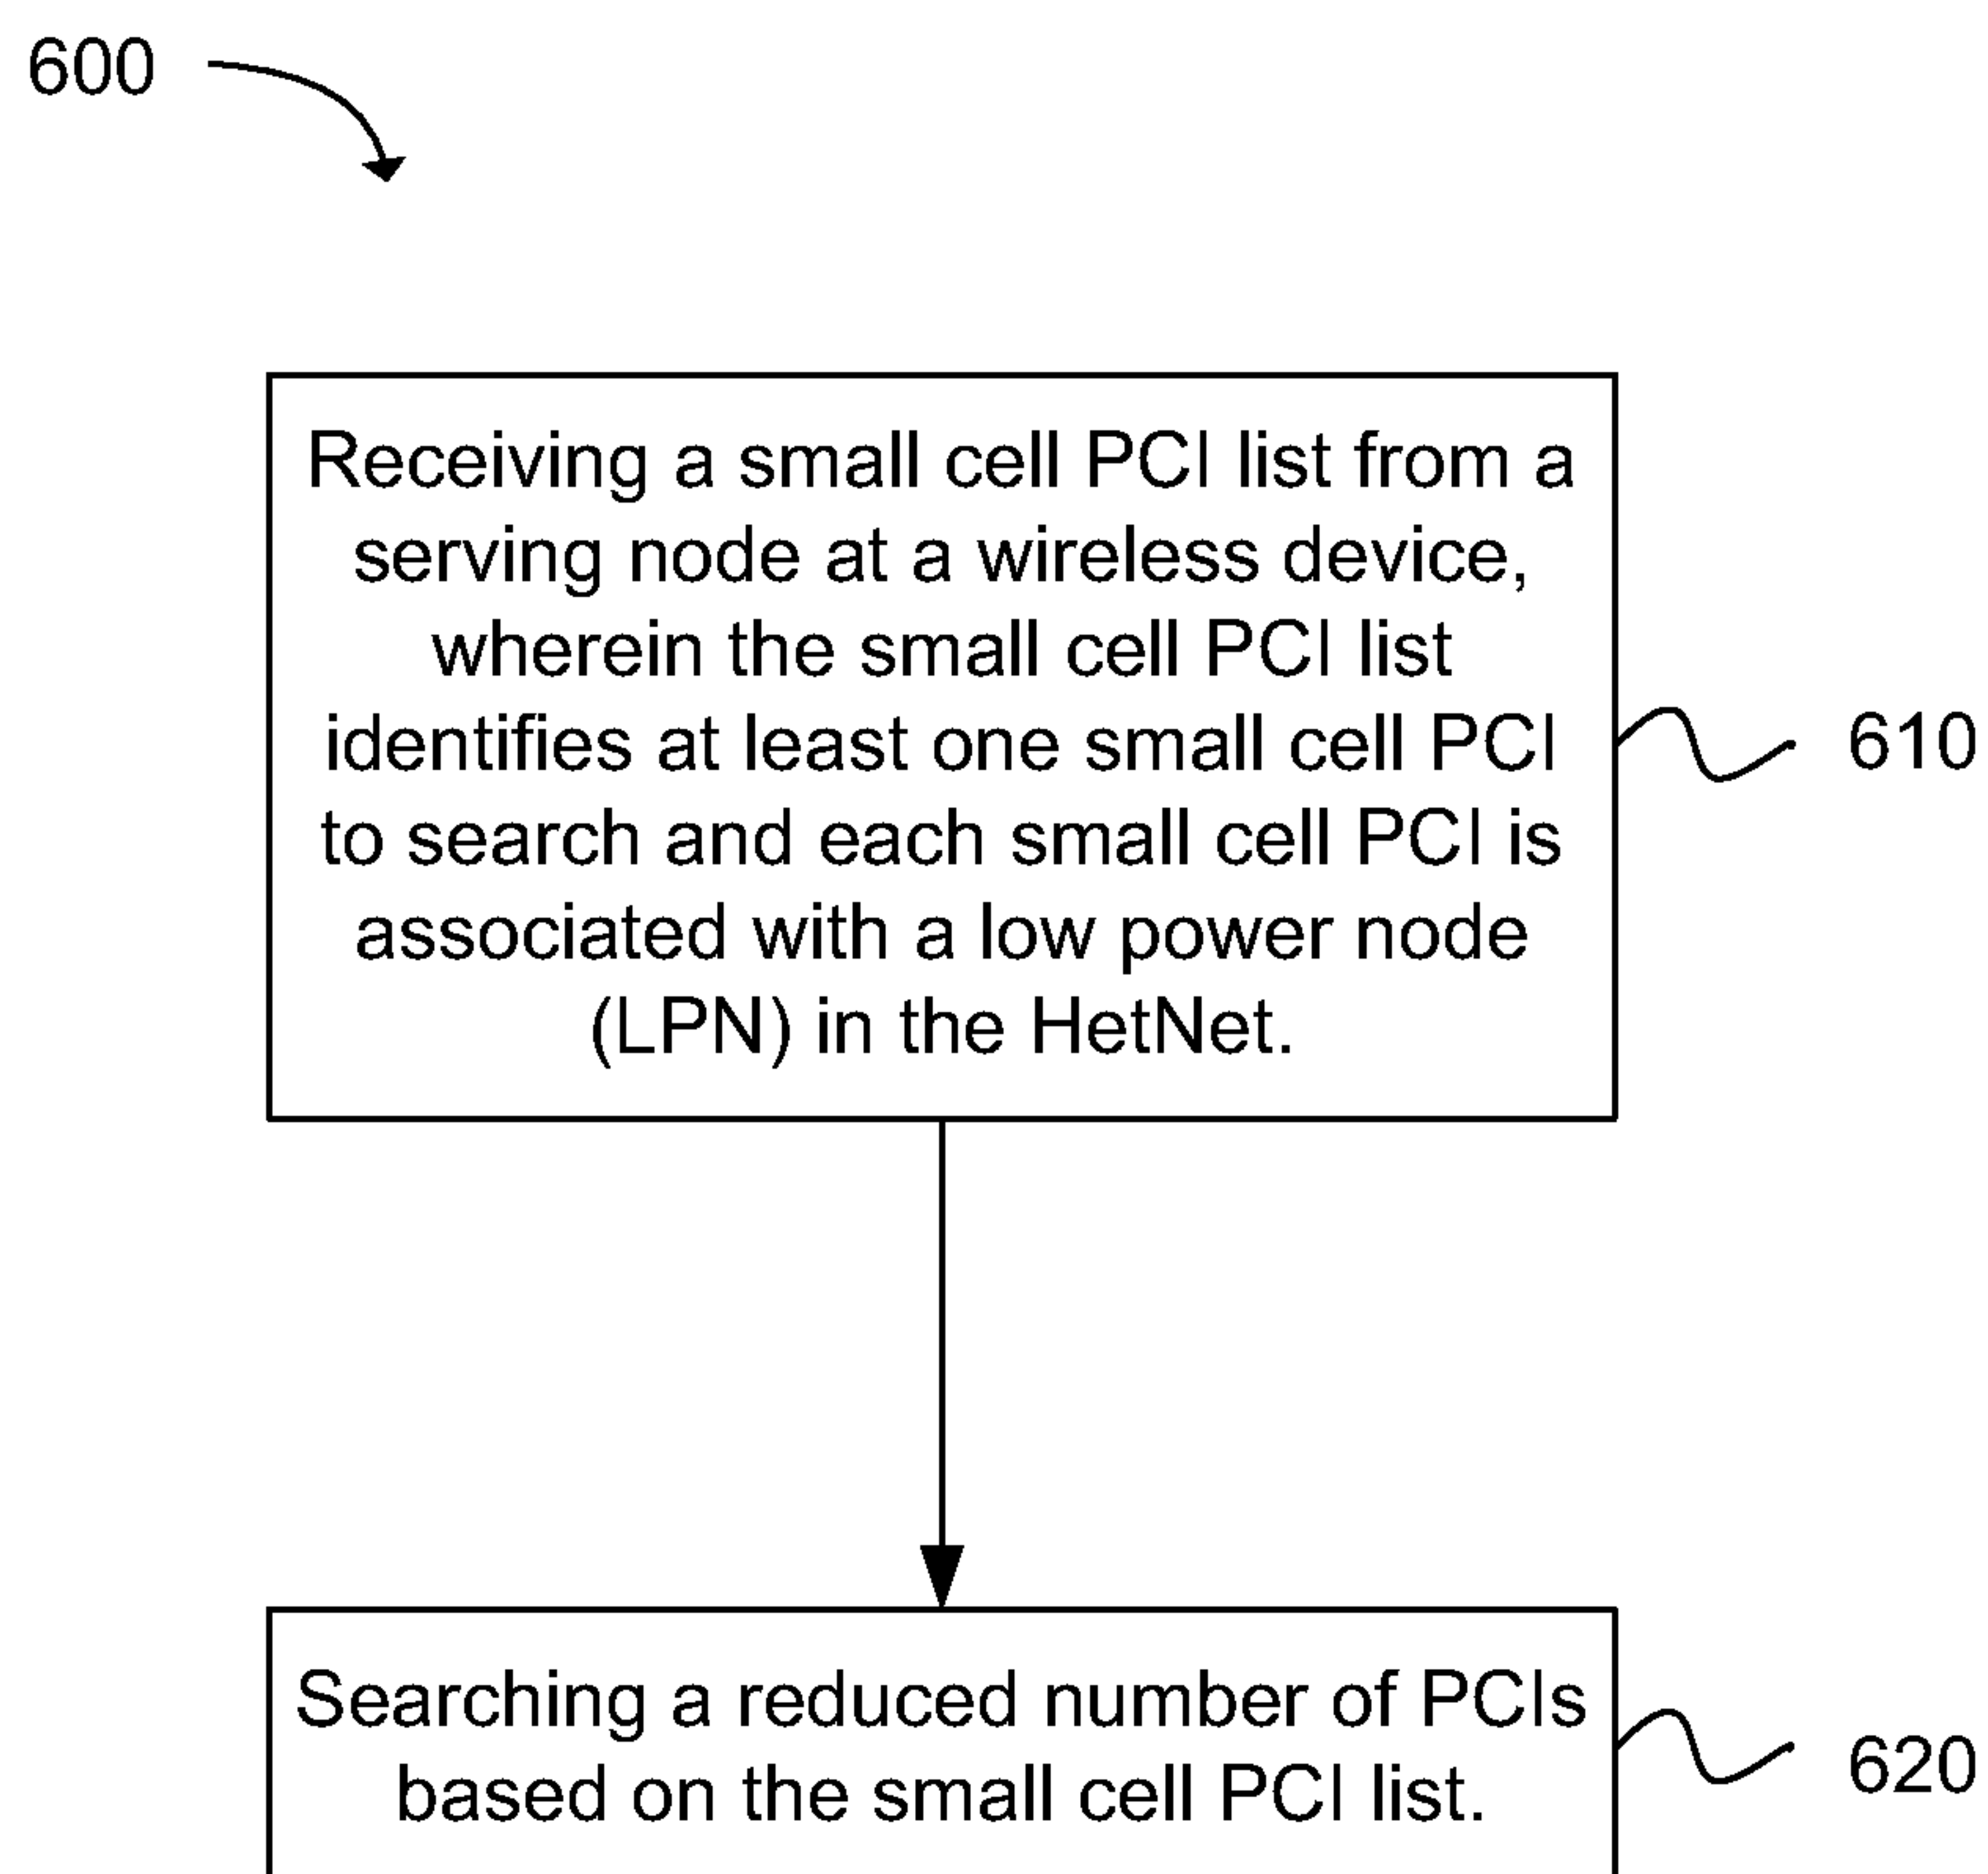 600
Receiving a small cell PCI list from a
serving node at a wireless device,
wherein the small cell PCI list
identifies at least one small cell PCI
to search and each small cell PCI is
associated with a low power node
(LPN) in the HetNet.
610
Searching a reduced number of PCIs
based on the small cell PCI list.
620